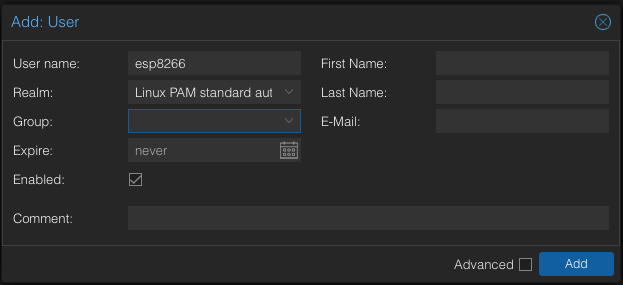 Add: User
User name: esp8266 First Name:
Realm: Linux PAM standard aut Last Name:
Group: E-Mail:
Expire: never
Enabled:
Comment:
Advanced Add